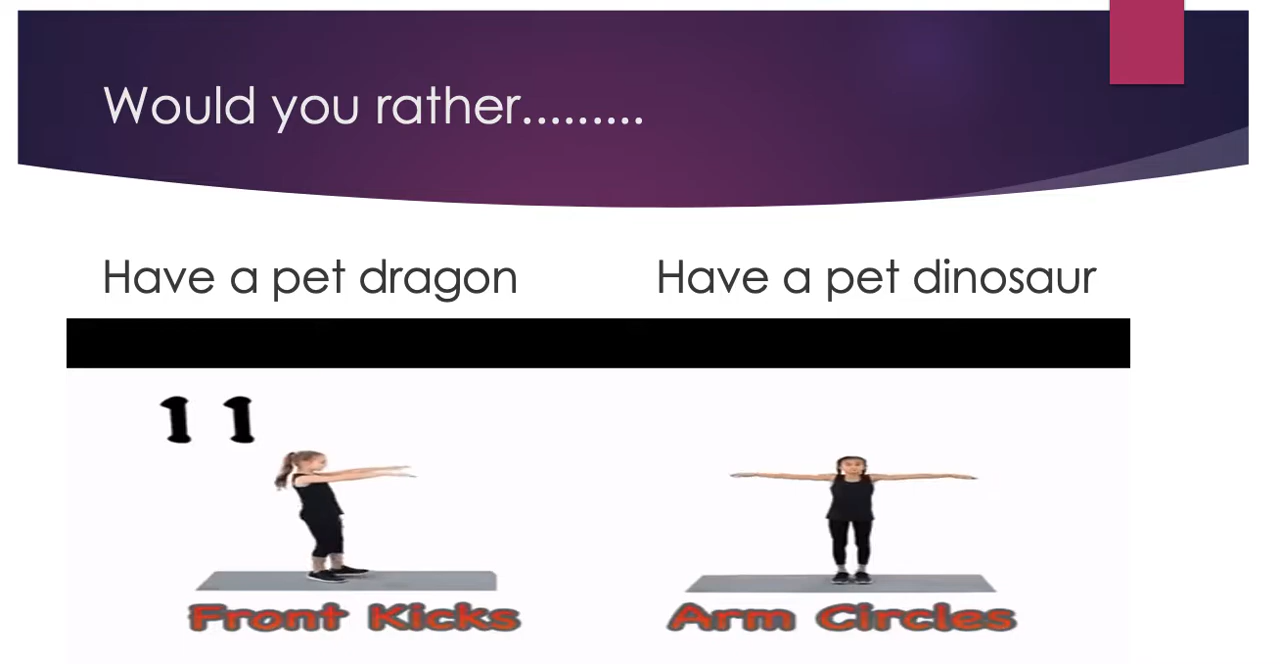 Would you rather.........
Have a pet dragon
Have a pet dinosaur
11
Front Kicks
Arm Circles